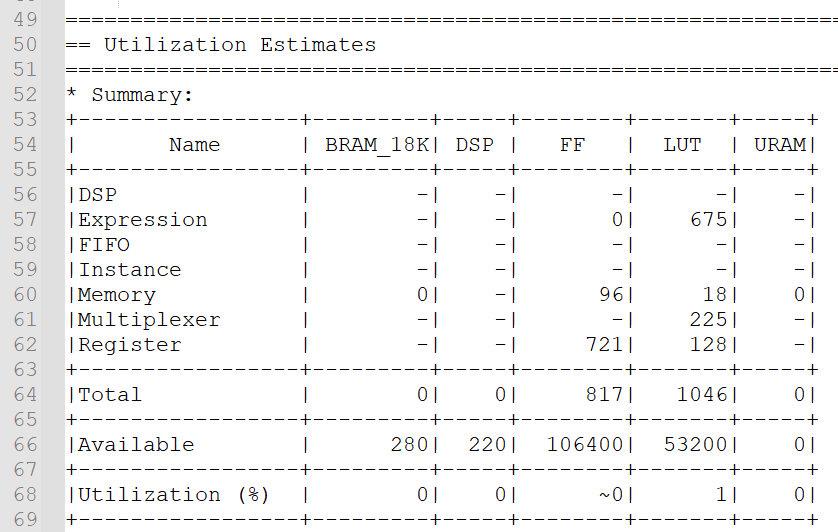 49 ================================================================
50 == Utilization Estimates
51 ================================================================
52 * Summary:
53 +-----------------+---------+-----+--------+-------+-----+
54 |       Name      | BRAM_18K| DSP |   FF   |  LUT  | URAM|
55 +-----------------+---------+-----+--------+-------+-----+
56 |DSP              |        -|    -|       -|      -|    -|
57 |Expression       |        -|    -|       0|    675|    -|
58 |FIFO             |        -|    -|       -|      -|    -|
59 |Instance         |        -|    -|       -|      -|    -|
60 |Memory           |        0|    -|      96|     18|    0|
61 |Multiplexer      |        -|    -|       -|    225|    -|
62 |Register         |        -|    -|     721|    128|    -|
63 +-----------------+---------+-----+--------+-------+-----+
64 |Total            |        0|    0|     817|   1046|    0|
65 +-----------------+---------+-----+--------+-------+-----+
66 |Available        |      280|  220|  106400|  53200|    0|
67 +-----------------+---------+-----+--------+-------+-----+
68 |Utilization (%)  |        0|    0|      ~0|      1|    0|
69 +-----------------+---------+-----+--------+-------+-----+